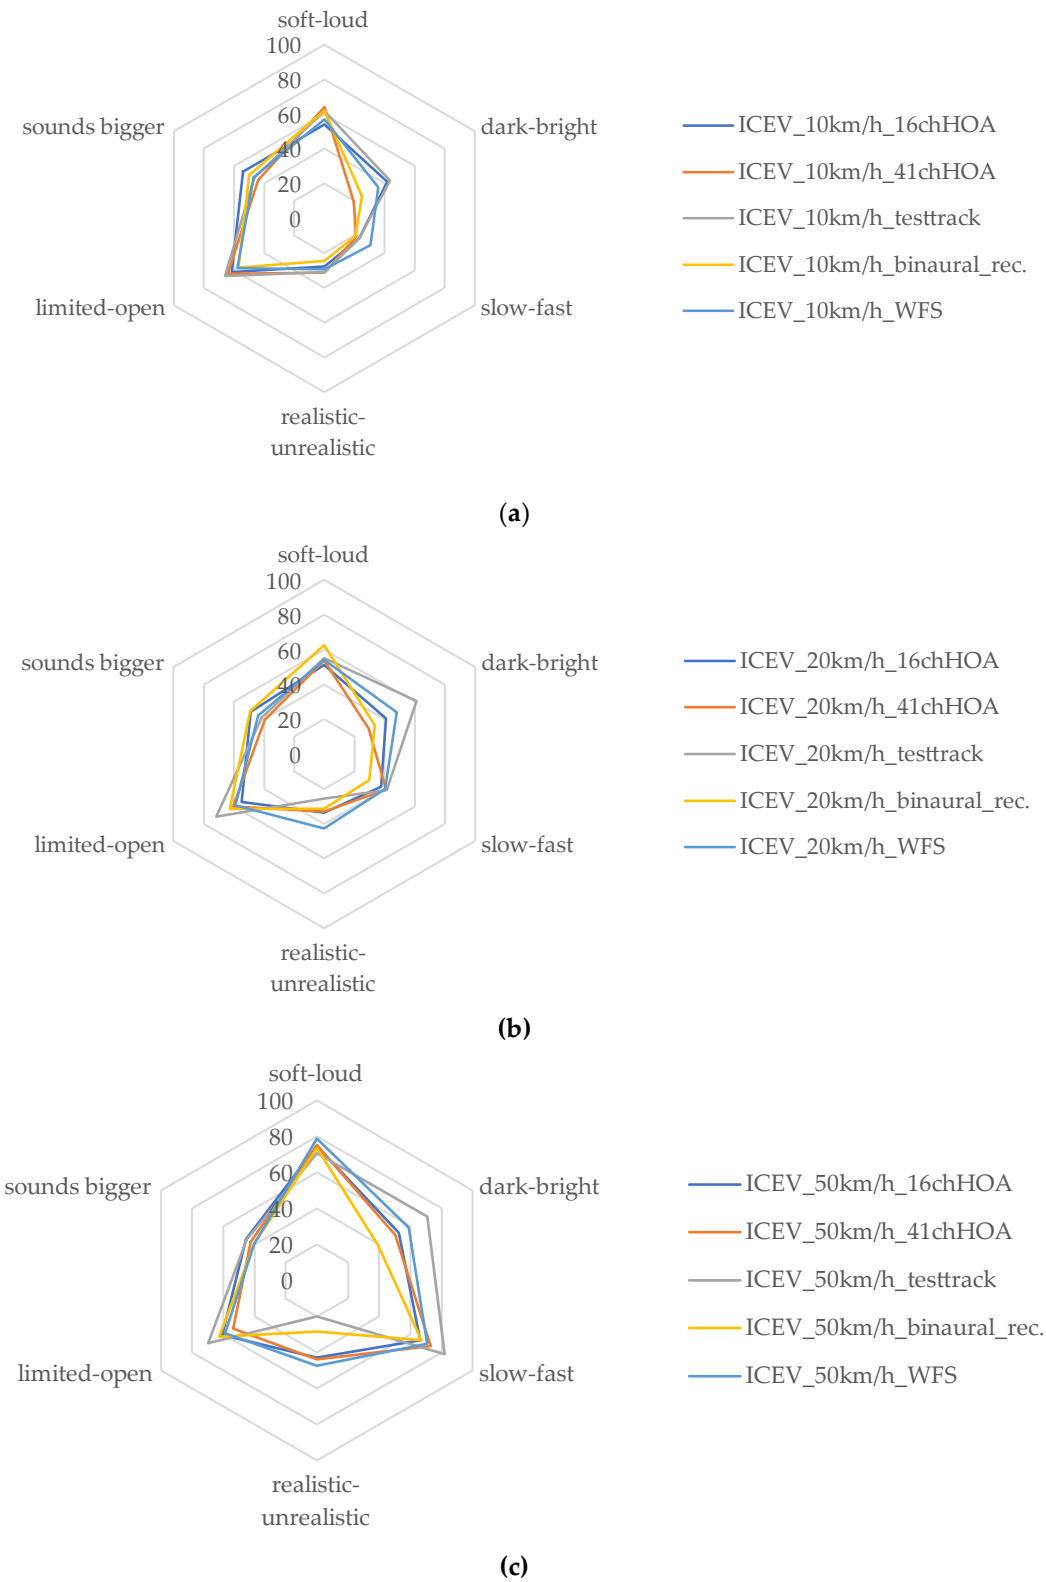 soft-loud
100
80
60
40
20
0
sounds bigger
dark-bright
limited-open
slow-fast
realistic-
unrealistic
ICEV_10km/h_16chHOA
ICEV_10km/h_41chHOA
ICEV_10km/h_testtrack
ICEV_10km/h_binaural_rec.
ICEV_10km/h_WFS
(a)
soft-loud
100
80
60
40
20
0
sounds bigger
dark-bright
limited-open
slow-fast
realistic-
unrealistic
ICEV_20km/h_16chHOA
ICEV_20km/h_41chHOA
ICEV_20km/h_testtrack
ICEV_20km/h_binaural_rec.
ICEV_20km/h_WFS
(b)
soft-loud
100
80
60
40
20
0
sounds bigger
dark-bright
limited-open
slow-fast
realistic-
unrealistic
ICEV_50km/h_16chHOA
ICEV_50km/h_41chHOA
ICEV_50km/h_testtrack
ICEV_50km/h_binaural_rec.
ICEV_50km/h_WFS
(c)